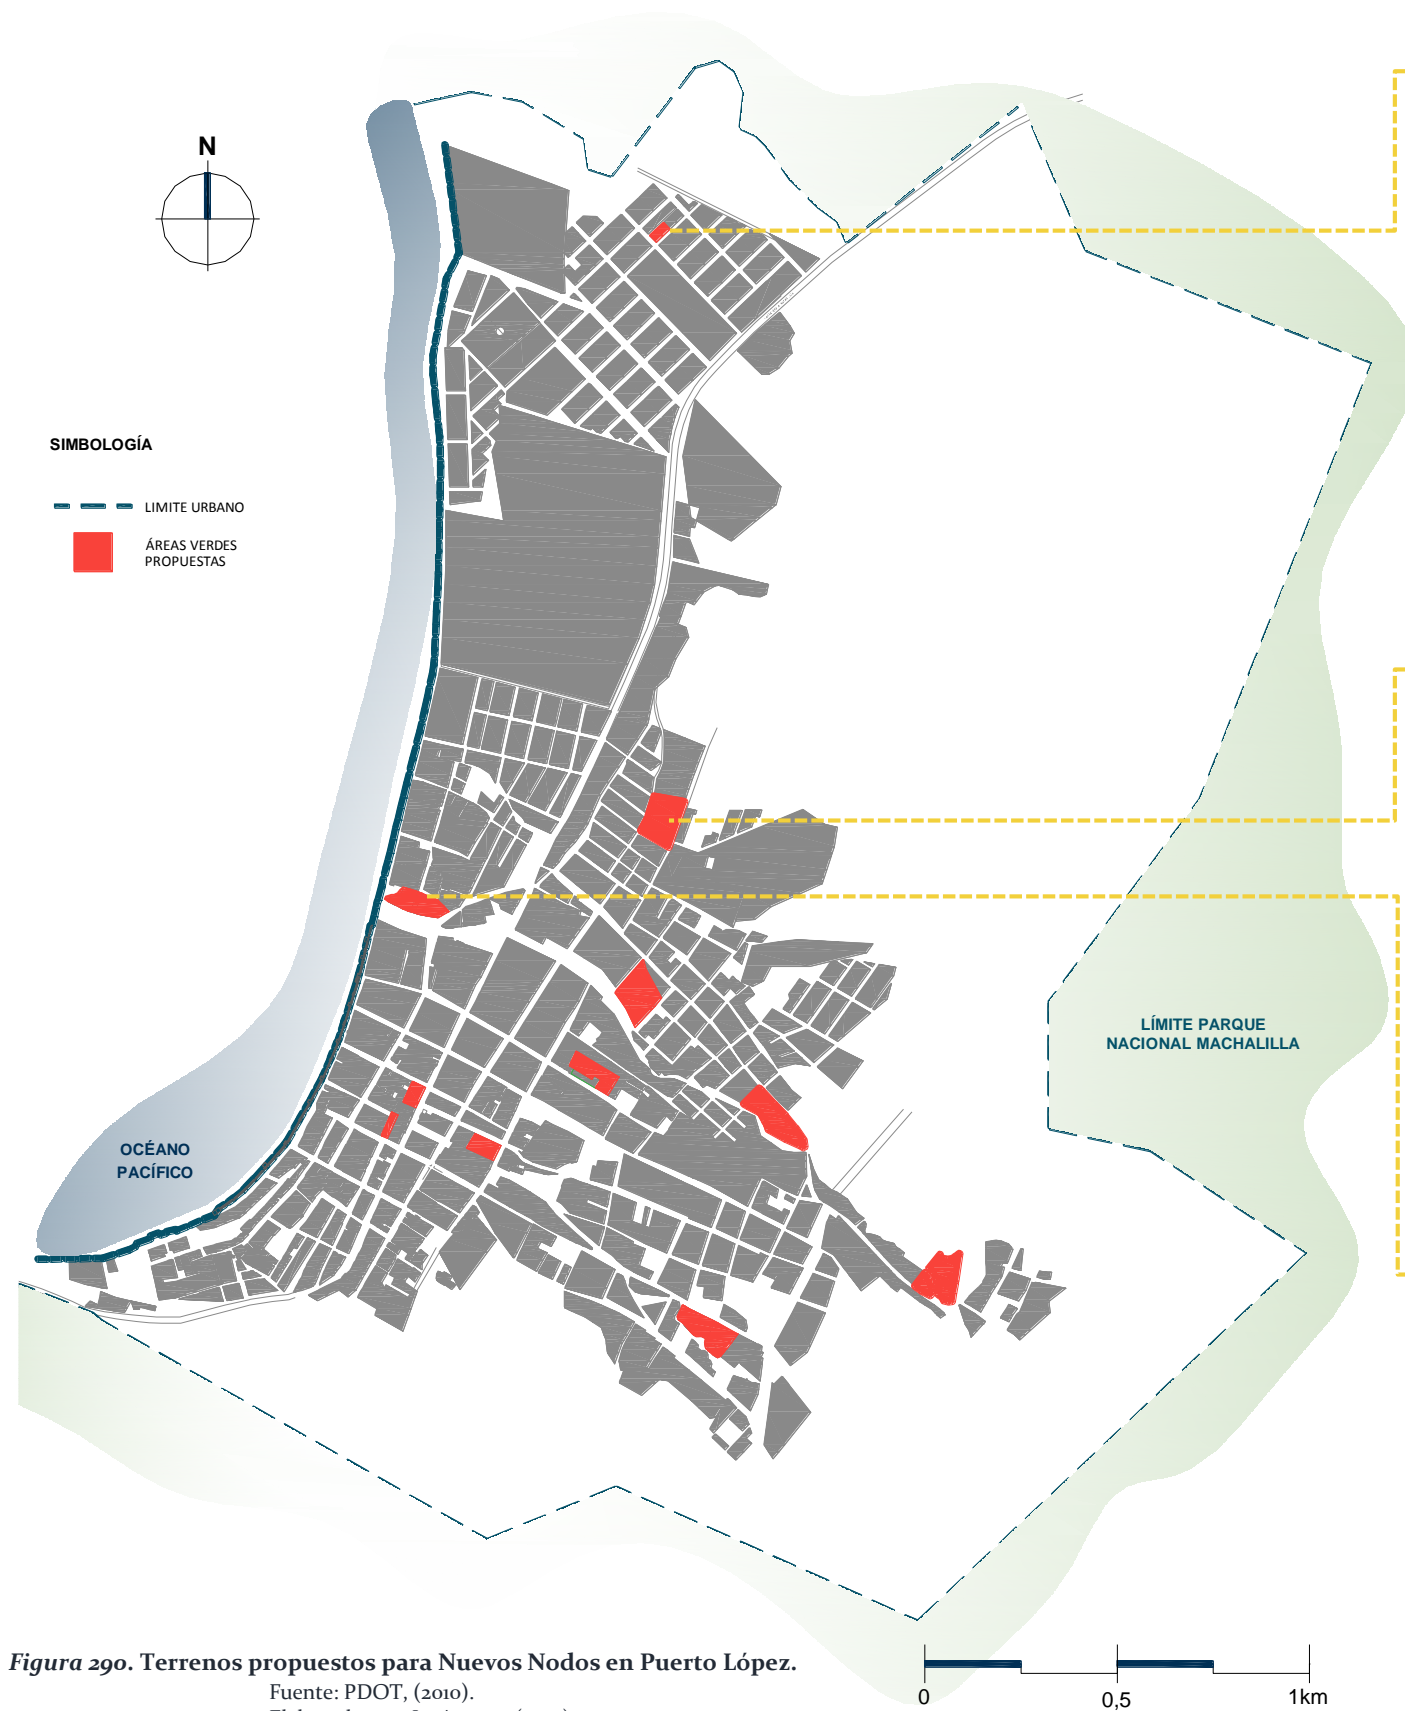 N
SIMBOLOGÍA
LIMITE URBANO
ÁREAS VERDES
PROPUESTAS
LÍMITE PARQUE
NACIONAL MACHALILLA
OCÉANO
PACÍFICO
Figura 290. Terrenos propuestos para Nuevos Nodos en Puerto López.
Fuente: PDOT, (2010).
0
0,5
1km